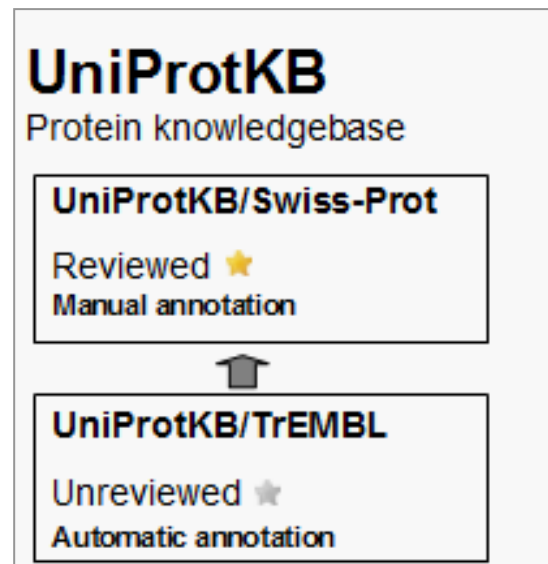 UniProtKB
Protein knowledgebase
UniProtKB/Swiss-Prot
Reviewed
Manual annotation
UniProtKB/TrEMBL
Unreviewed
Automatic annotation